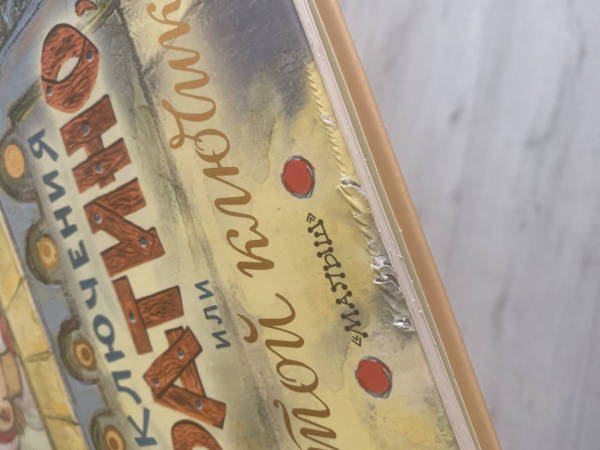 КЛЮЧЕНИЯ
РАТИНО,
ИЛИ
той ключик
«МАЛЫШ»